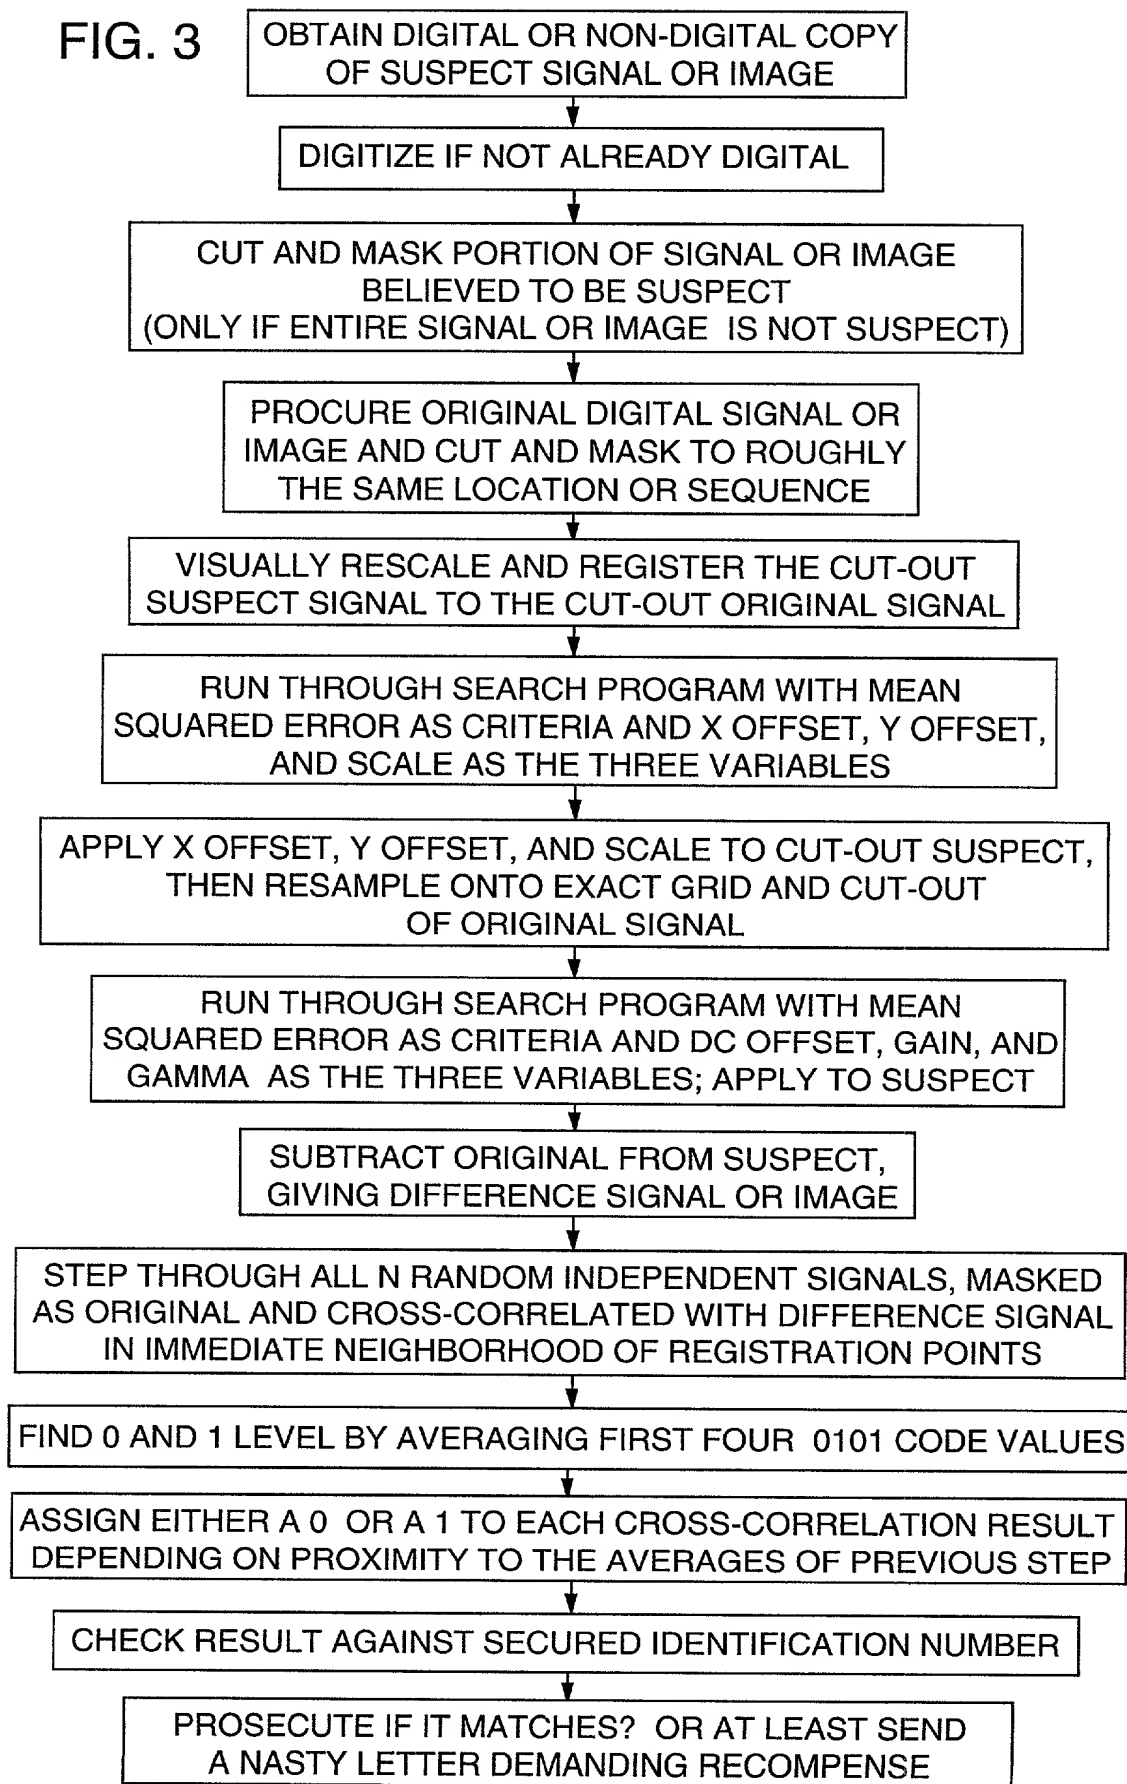 FIG. 3
OBTAIN DIGITAL OR NON-DIGITAL COPY
OF SUSPECT SIGNAL OR IMAGE
DIGITIZE IF NOT ALREADY DIGITAL
CUT AND MASK PORTION OF SIGNAL OR IMAGE
BELIEVED TO BE SUSPECT
(ONLY IF ENTIRE SIGNAL OR IMAGE IS NOT SUSPECT)
PROCURE ORIGINAL DIGITAL SIGNAL OR
IMAGE AND CUT AND MASK TO ROUGHLY
THE SAME LOCATION OR SEQUENCE
VISUALLY RESCALE AND REGISTER THE CUT-OUT
SUSPECT SIGNAL TO THE CUT-OUT ORIGINAL SIGNAL
RUN THROUGH SEARCH PROGRAM WITH MEAN
SQUARED ERROR AS CRITERIA AND X OFFSET, Y OFFSET,
AND SCALE AS THE THREE VARIABLES
APPLY X OFFSET, Y OFFSET, AND SCALE TO CUT-OUT SUSPECT,
THEN RESAMPLE ONTO EXACT GRID AND CUT-OUT
OF ORIGINAL SIGNAL
RUN THROUGH SEARCH PROGRAM WITH MEAN
SQUARED ERROR AS CRITERIA AND DC OFFSET, GAIN, AND
GAMMA AS THE THREE VARIABLES; APPLY TO SUSPECT
SUBTRACT ORIGINAL FROM SUSPECT,
GIVING DIFFERENCE SIGNAL OR IMAGE
STEP THROUGH ALL N RANDOM INDEPENDENT SIGNALS, MASKED
AS ORIGINAL AND CROSS-CORRELATED WITH DIFFERENCE SIGNAL
IN IMMEDIATE NEIGHBORHOOD OF REGISTRATION POINTS
FIND 0 AND 1 LEVEL BY AVERAGING FIRST FOUR 0101 CODE VALUES
ASSIGN EITHER A 0 OR A 1 TO EACH CROSS-CORRELATION RESULT
DEPENDING ON PROXIMITY TO THE AVERAGES OF PREVIOUS STEP
CHECK RESULT AGAINST SECURED IDENTIFICATION NUMBER
PROSECUTE IF IT MATCHES? OR AT LEAST SEND
A NASTY LETTER DEMANDING RECOMPENSE